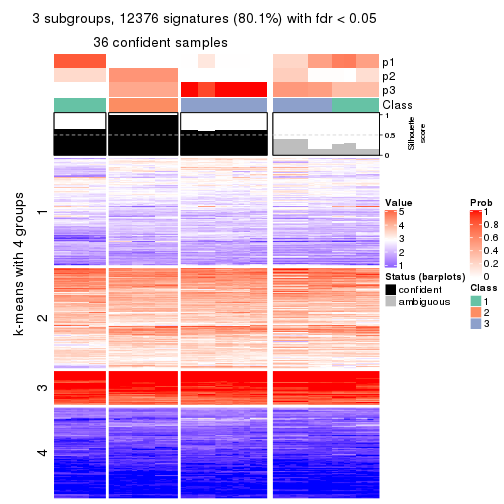 3 subgroups, 12376 signatures (80.1%) with fdr < 0.05
36 confident samples
p1
p2
p3
Class
1
0.5
0
Silhouette
score
k-means with 4 groups
1
2
3
4
Value
5
4
3
2
1
Status (barplots)
confident
ambiguous
Prob
1
0.8
0.6
0.4
0.2
0
Class
1
2
3